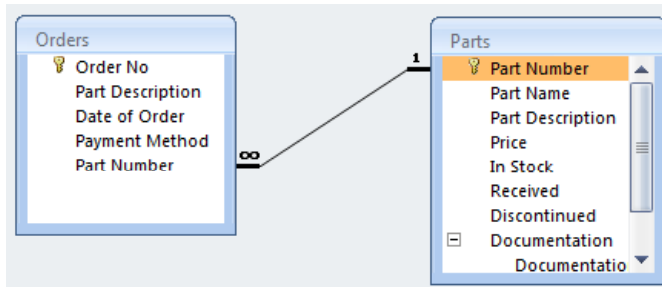 Orders
Order No
Part Description
Date of Order
Payment Method
Part Number
∞
1
Parts
Part Number
Part Name
Part Description
Price
In Stock
Received
Discontinued
Documentation
Documentatio